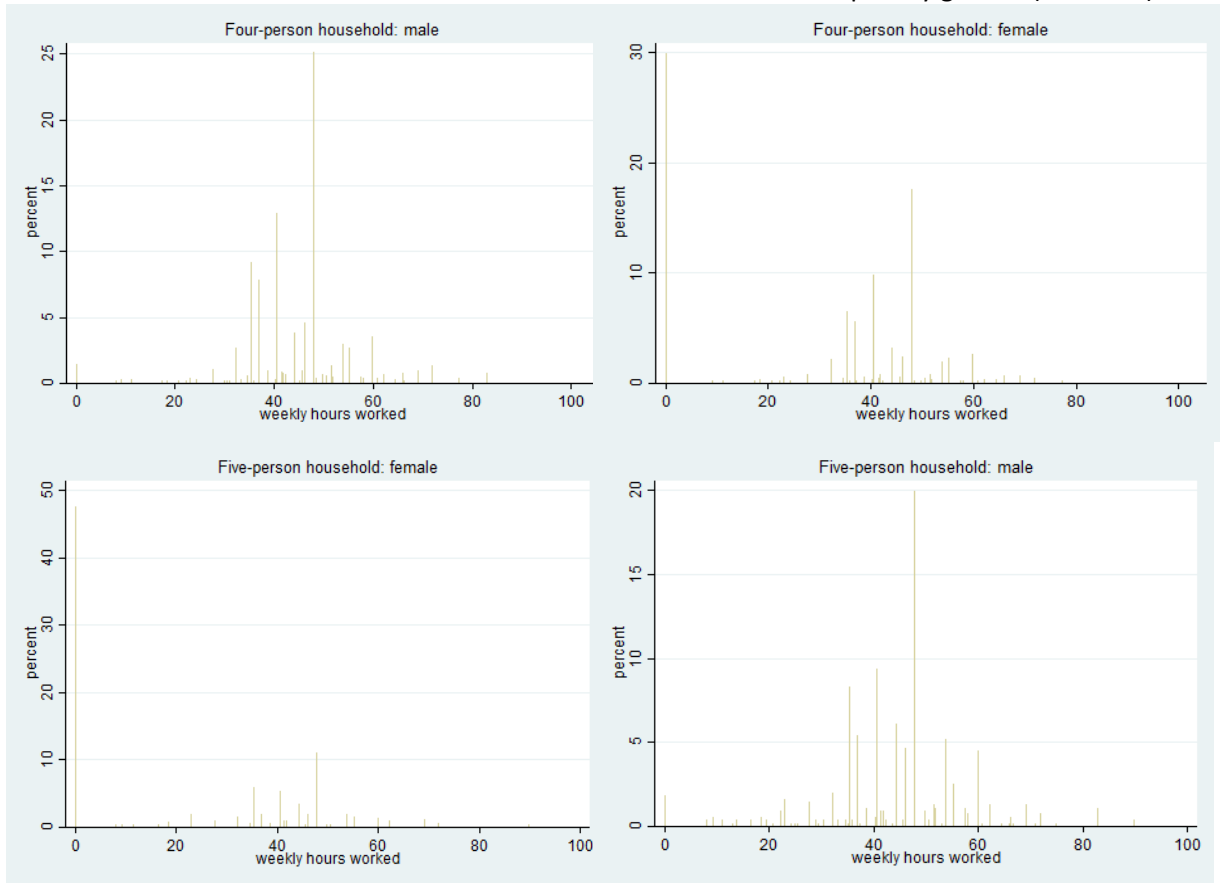 Four-person household: male
25
20
15
10
5
0
percent
0 20 40 60 80 100
weekly hours worked
Four-person household: female
30
20
10
0
percent
0 20 40 60 80 100
weekly hours worked
Five-person household: female
50
40
30
20
10
0
percent
0 20 40 60 80 100
weekly hours worked
Five-person household: male
20
15
10
5
0
percent
0 20 40 60 80 100
weekly hours worked